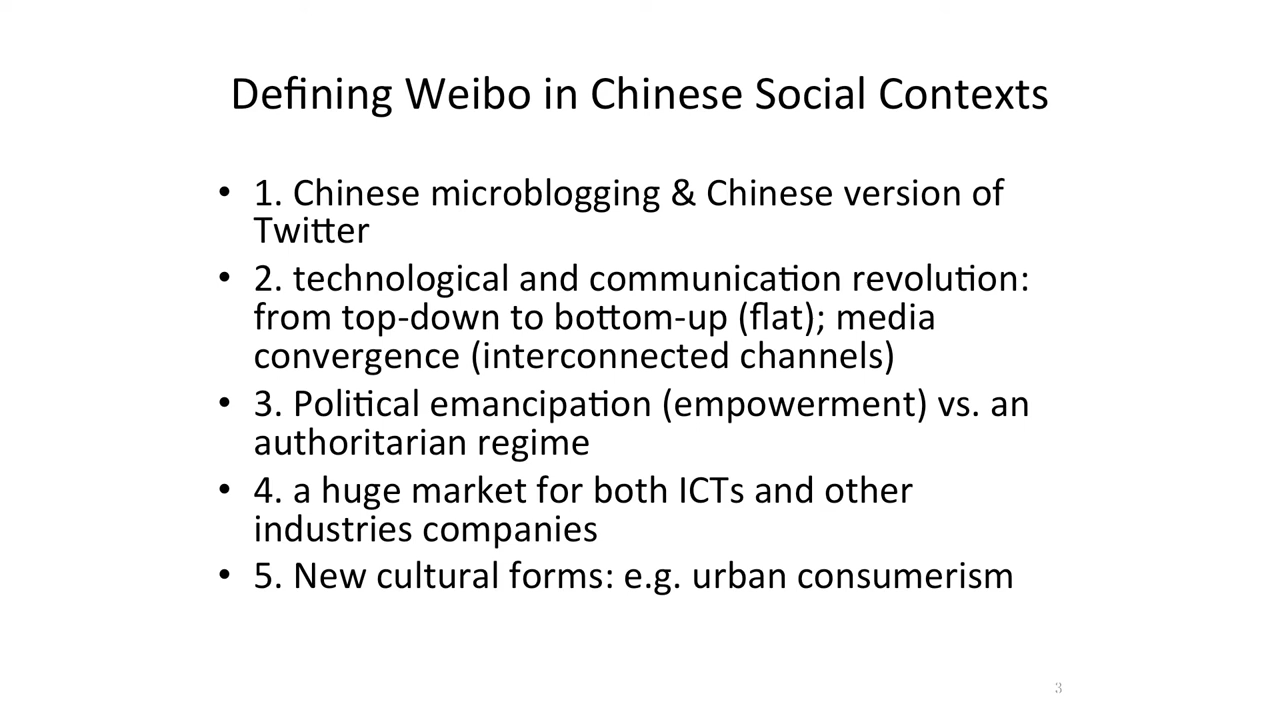 Defining Weibo in Chinese Social Contexts
• 1. Chinese microblogging & Chinese version of
Twitter
• 2. technological and communication revolution:
from top-down to bottom-up (flat); media
convergence (interconnected channels)
• 3. Political emancipation (empowerment) vs. an
authoritarian regime
• 4. a huge market for both ICTs and other
industries companies
• 5. New cultural forms: e.g. urban consumerism
3